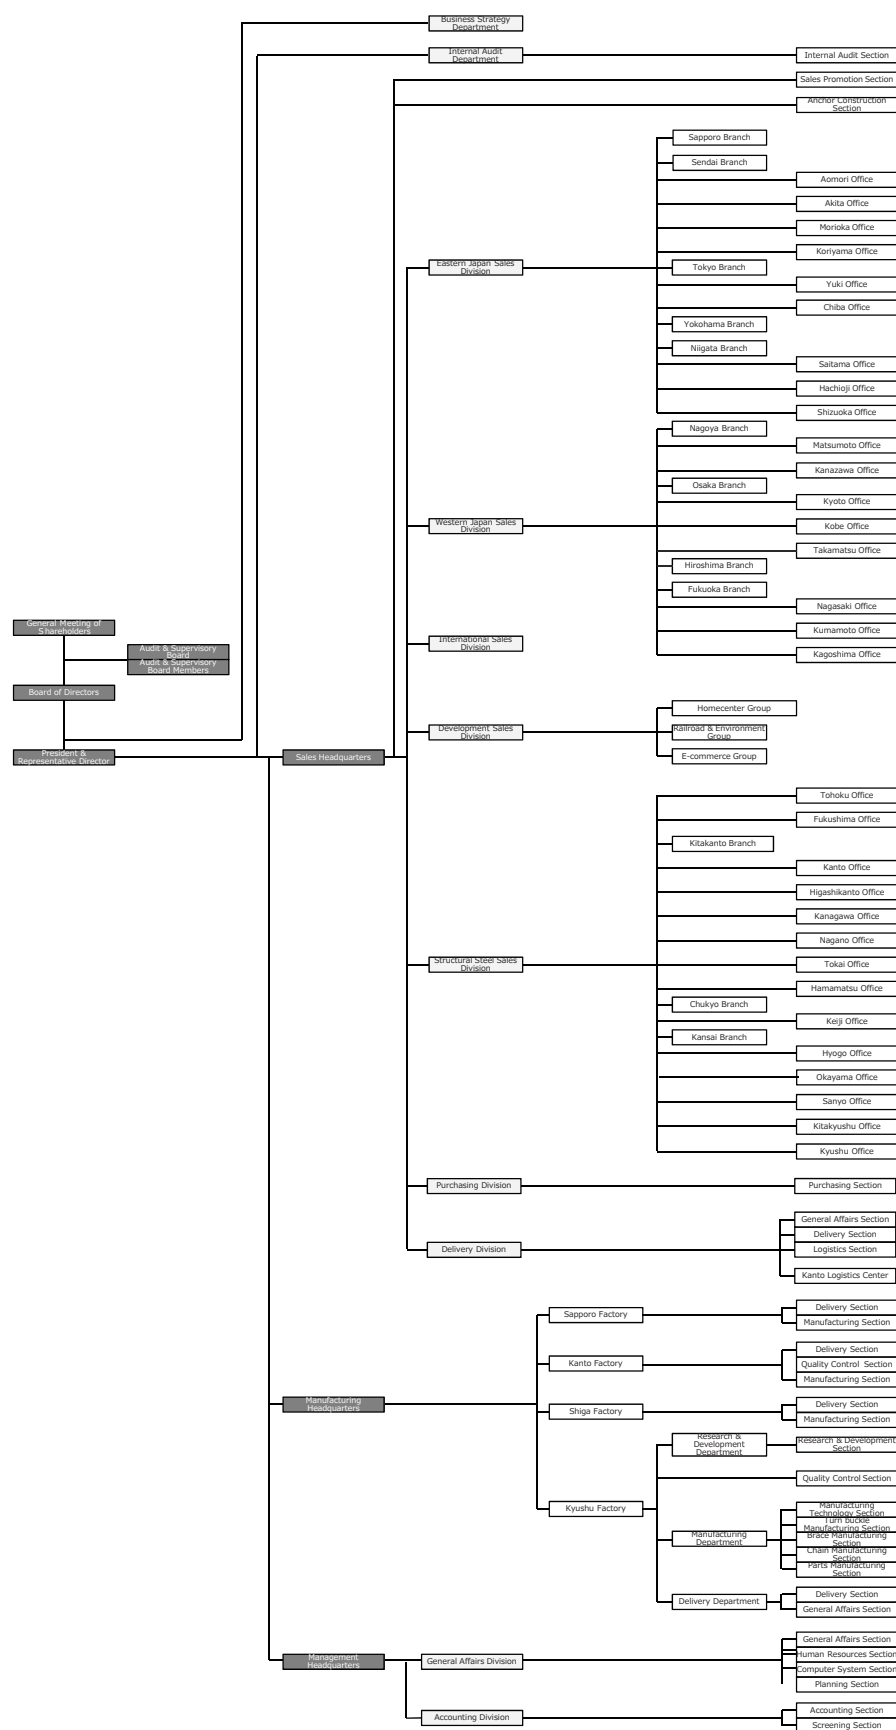 Business Strategy
Department
Internal Audit
Department
Internal Audit Section
Sales Promotion Section
Anchor Construction
Section
Sapporo Branch
Sendai Branch
Aomori Office
Akita Office
Morioka Office
Koriyama Office
Eastern Japan Sales
Division
Tokyo Branch
Yuki Office
Chiba Office
Yokohama Branch
Niigata Branch
Saitama Office
Hachioji Office
Shizuoka Office
Nagoya Branch
Matsumoto Office
Kanazawa Office
Osaka Branch
Kyoto Office
Western Japan Sales
Division
Kobe Office
Takamatsu Office
Hiroshima Branch
Fukuoka Branch
Nagasaki Office
General Meeting of
Shareholders
Kumamoto Office
International Sales
Division
Audit & Supervisory
Board
Audit & Supervisory
Board Members
Kagoshima Office
Board of Directors
Homecenter Group
Development Sales
Division
Railroad & Environment
Group
President &
Representative Director
Sales Headquarters
E-commerce Group
Tohoku Office
Fukushima Office
Kitakanto Branch
Kanto Office
Higashikanto Office
Kanagawa Office
Nagano Office
Structural Steel Sales
Division
Tokai Office
Hamamatsu Office
Chukyo Branch
Keiji Office
Kansai Branch
Hyogo Office
Okayama Office
Sanyo Office
Kitakyushu Office
Kyushu Office
Purchasing Division
Purchasing Section
General Affairs Section
Delivery Section
Delivery Division
Logistics Section
Kanto Logistics Center
Sapporo Factory
Delivery Section
Manufacturing Section
Kanto Factory
Delivery Section
Quality Control Section
Manufacturing Section
Manufacturing
Headquarters
Shiga Factory
Delivery Section
Manufacturing Section
Research &
Development
Department
Research & Development
Section
Quality Control Section
Kyushu Factory
Manufacturing
Technology Section
Turn buckle
Manufacturing Section
Manufacturing
Department
Brace Manufacturing
Section
Chain Manufacturing
Section
Parts Manufacturing
Section
Delivery Department
Delivery Section
General Affairs Section
Management
Headquarters
General Affairs Division
General Affairs Section
Human Resources Section
Computer System Section
Planning Section
Accounting Division
Accounting Section
Screening Section